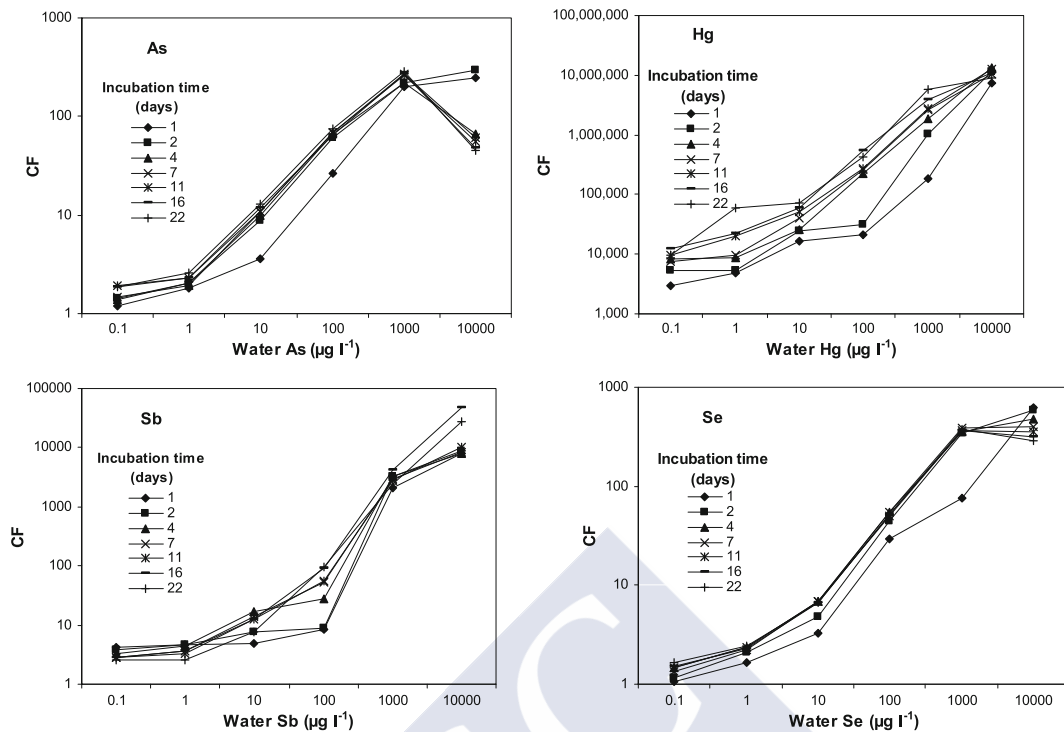 As
Incubation time
(days)
1
2
4
7
11
16
22
1000
100
10
1
CF
0.1 1 10 100 1000 10000
Water As (µg l⁻¹)
Hg
Incubation time
(days)
1
2
4
7
11
16
22
100,000,000
10,000,000
1,000,000
100,000
10,000
1,000
CF
0.1 1 10 100 1000 10000
Water Hg (µg l⁻¹)
Sb
Incubation time
(days)
1
2
4
7
11
16
22
100000
10000
1000
100
10
1
CF
0.1 1 10 100 1000 10000
Water Sb (µg l⁻¹)
Se
Incubation time
(days)
1
2
4
7
11
16
22
1000
100
10
1
CF
0.1 1 10 100 1000 10000
Water Se (µg l⁻¹)